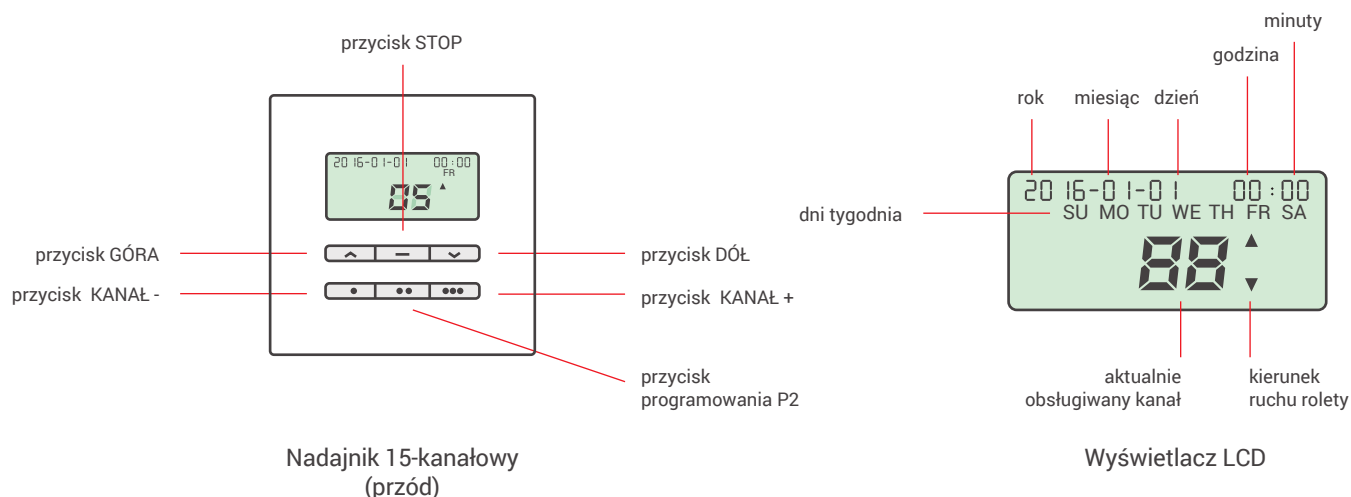 przycisk STOP
2016-01-01 00:00
FR
05
przycisk GÓRA
przycisk DÓŁ
przycisk KANAŁ -
przycisk KANAŁ +
przycisk
programowania P2
Nadajnik 15-kanałowy
(przód)
minuty
godzina
rok miesiąc dzień
2016-01-01 00:00
dni tygodnia
SU MO TU WE TH FR SA
88
aktualnie
obsługiwany kanał
kierunek
ruchu rolety
Wyświetlacz LCD